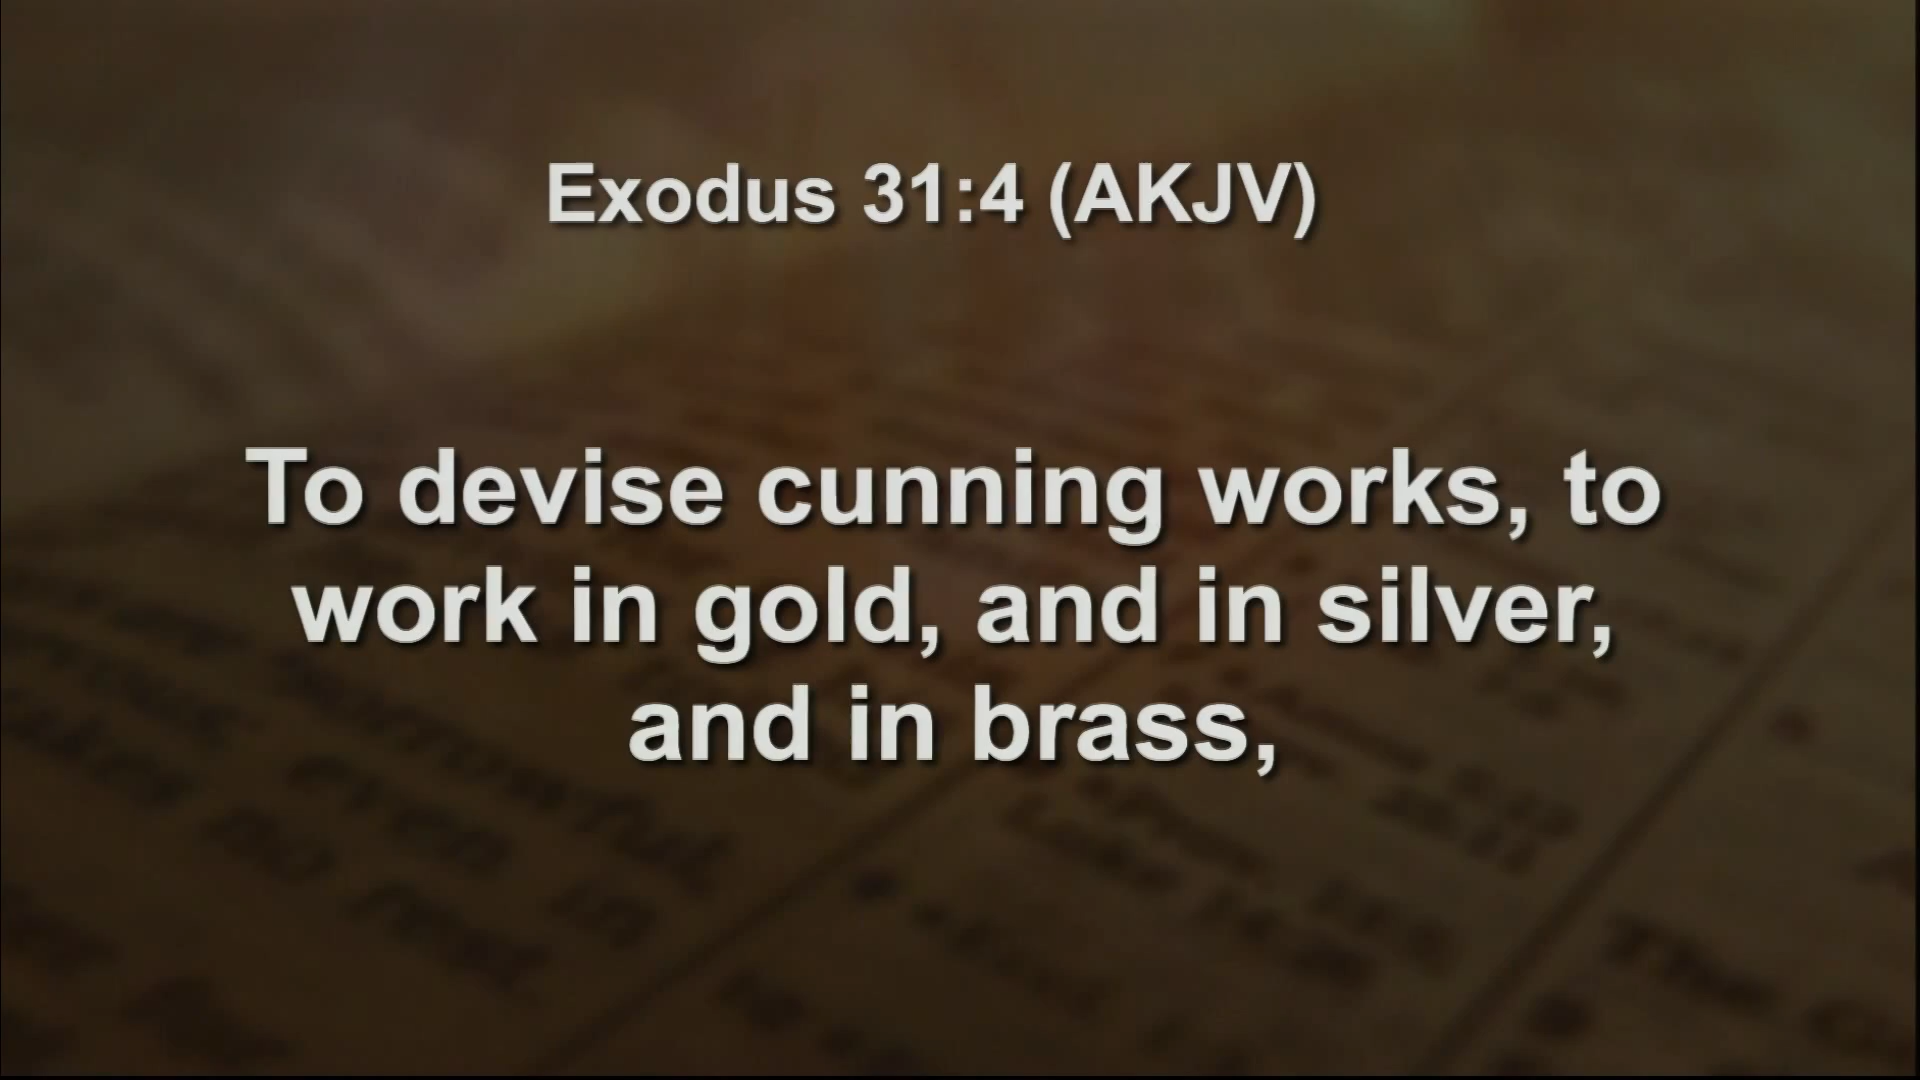 Exodus 31:4 (AKJV)
To devise cunning works, to
work in gold, and in silver,
and in brass,